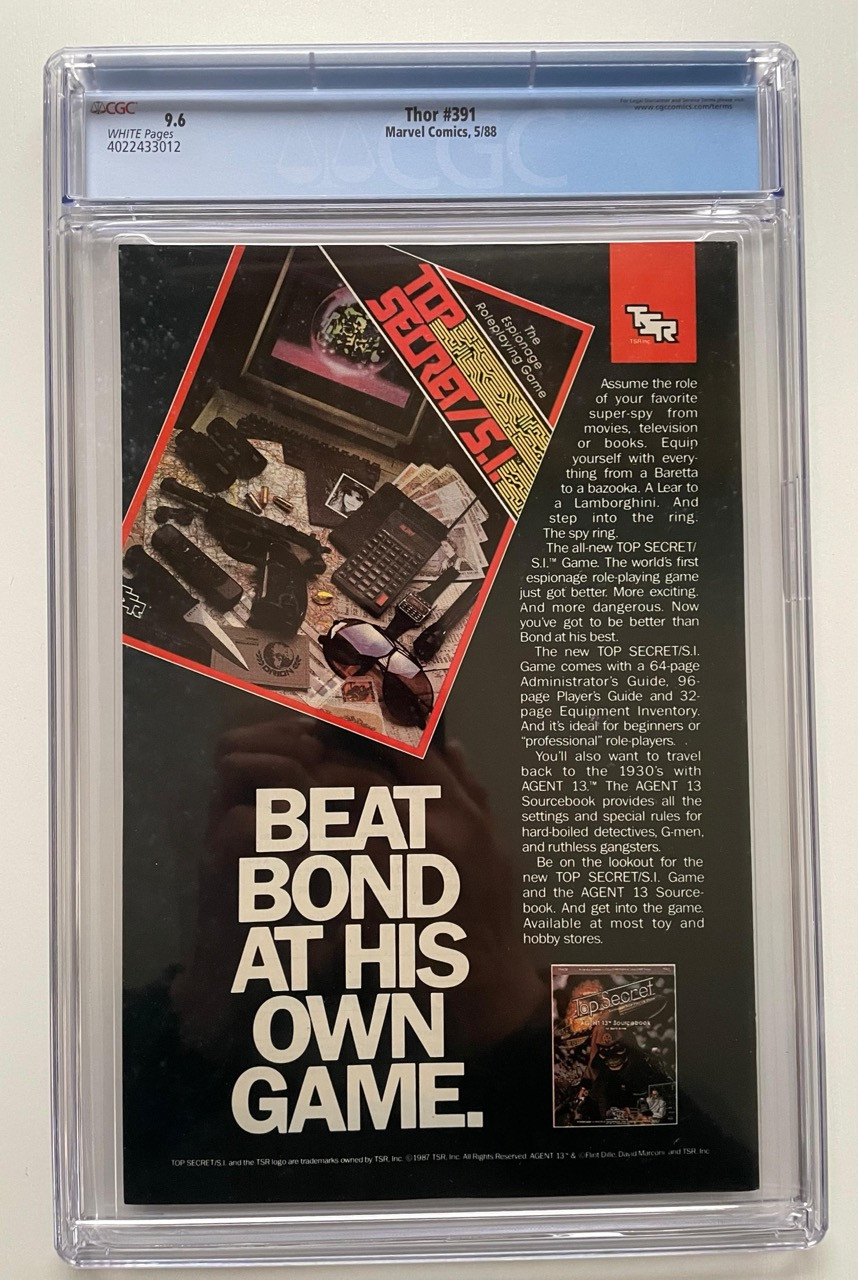 CGC
9.6
WHITE Pages
4022433012
Thor #391
Marvel Comics, 5/88
www.cgccomics.com/terms
CGC
TOP
SECRET/S.I.
The
Espionage
Roleplaying Game
TSR
TSR, Inc.
Assume the role
of your favorite
super-spy from
movies, television
or books. Equip
yourself with every-
thing from a Baretta
to a bazooka. A Lear to
a Lamborghini. And
step into the ring.
The spy ring.
The all-new TOP SECRET/
S.I.™ Game. The world's first
espionage role-playing game
just got better. More exciting.
And more dangerous. Now
you've got to be better than
Bond at his best.
The new TOP SECRET/S.I.
Game comes with a 64-page
Administrator's Guide, 96-
page Player's Guide and 32-
page Equipment Inventory.
And it's ideal for beginners or
"professional" role-players.
You'll also want to travel
back to the 1930's with
AGENT 13.™ The AGENT 13
Sourcebook provides all the
settings and special rules for
hard-boiled detectives, G-men,
and ruthless gangsters.
Be on the lookout for the
new TOP SECRET/S.I. Game
and the AGENT 13 Source-
book. And get into the game.
Available at most toy and
hobby stores.
TSR
ORION
BEAT
BOND
AT HIS
OWN
GAME.
Top Secret
AGENT 13™ Sourcebook
TOP SECRET/S.I. and the TSR logo are trademarks owned by TSR, Inc. ©1987 TSR, Inc. All Rights Reserved. AGENT 13™ & ©Flint Dille, David Marconi, and TSR, Inc.